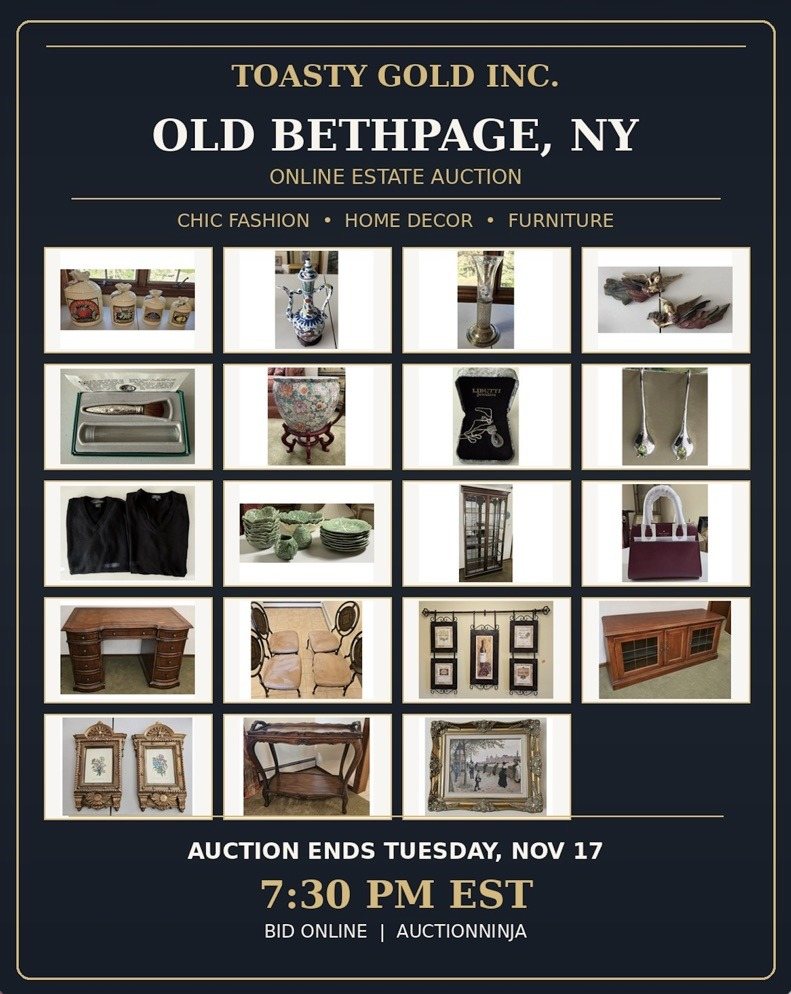 TOASTY GOLD INC.
OLD BETHPAGE, NY
ONLINE ESTATE AUCTION
CHIC FASHION • HOME DECOR • FURNITURE
AUCTION ENDS TUESDAY, NOV 17
7:30 PM EST
BID ONLINE | AUCTIONNINJA